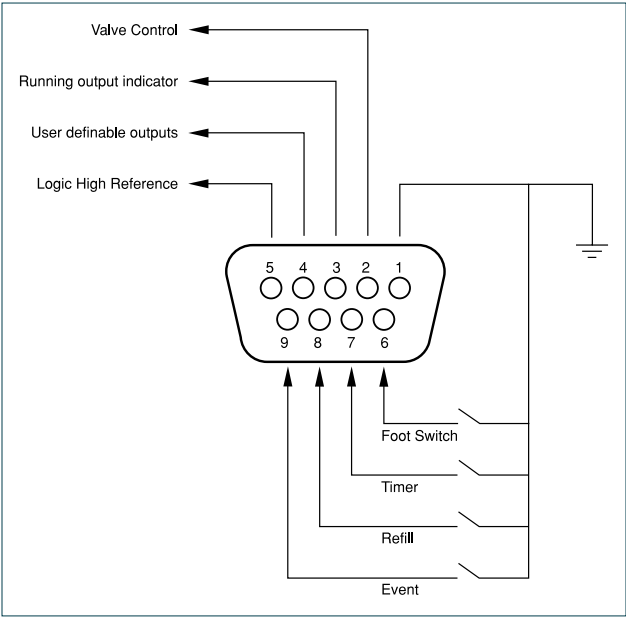 Valve Control
Running output indicator
User definable outputs
Logic High Reference
5 4 3 2 1
9 8 7 6
Foot Switch
Timer
Refill
Event